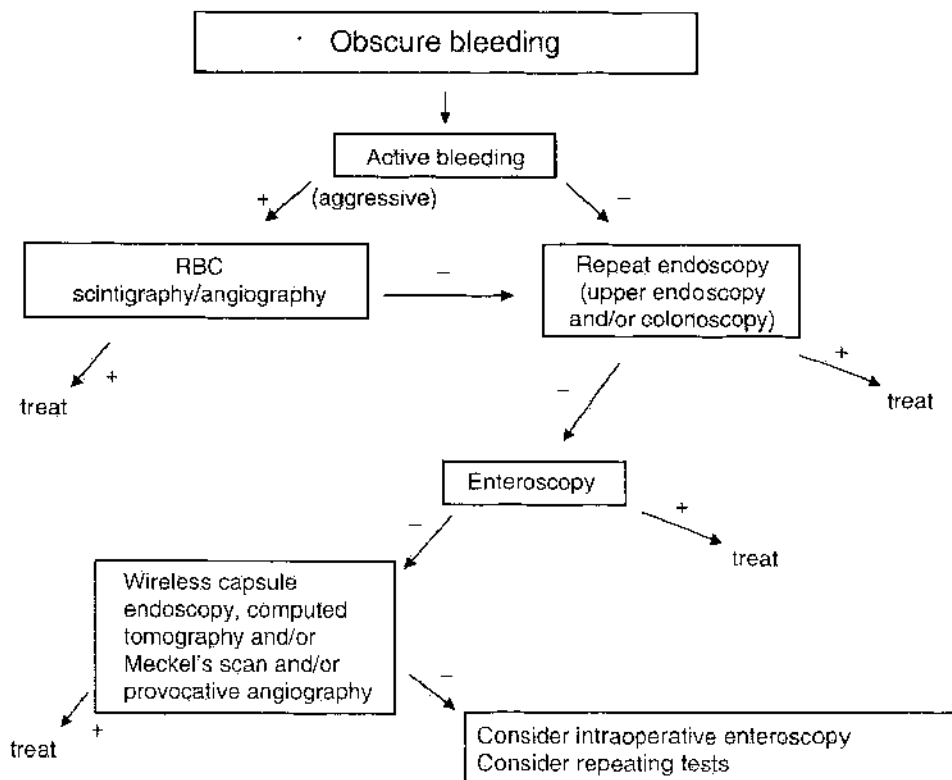 Obscure bleeding
Active bleeding
+
(aggressive)
−
RBC
scintigraphy/angiography
−
Repeat endoscopy
(upper endoscopy
and/or colonoscopy)
+
treat
−
+
treat
Enteroscopy
−
+
treat
Wireless capsule
endoscopy, computed
tomography and/or
Meckel's scan and/or
provocative angiography
−
+
treat
Consider intraoperative enteroscopy
Consider repeating tests